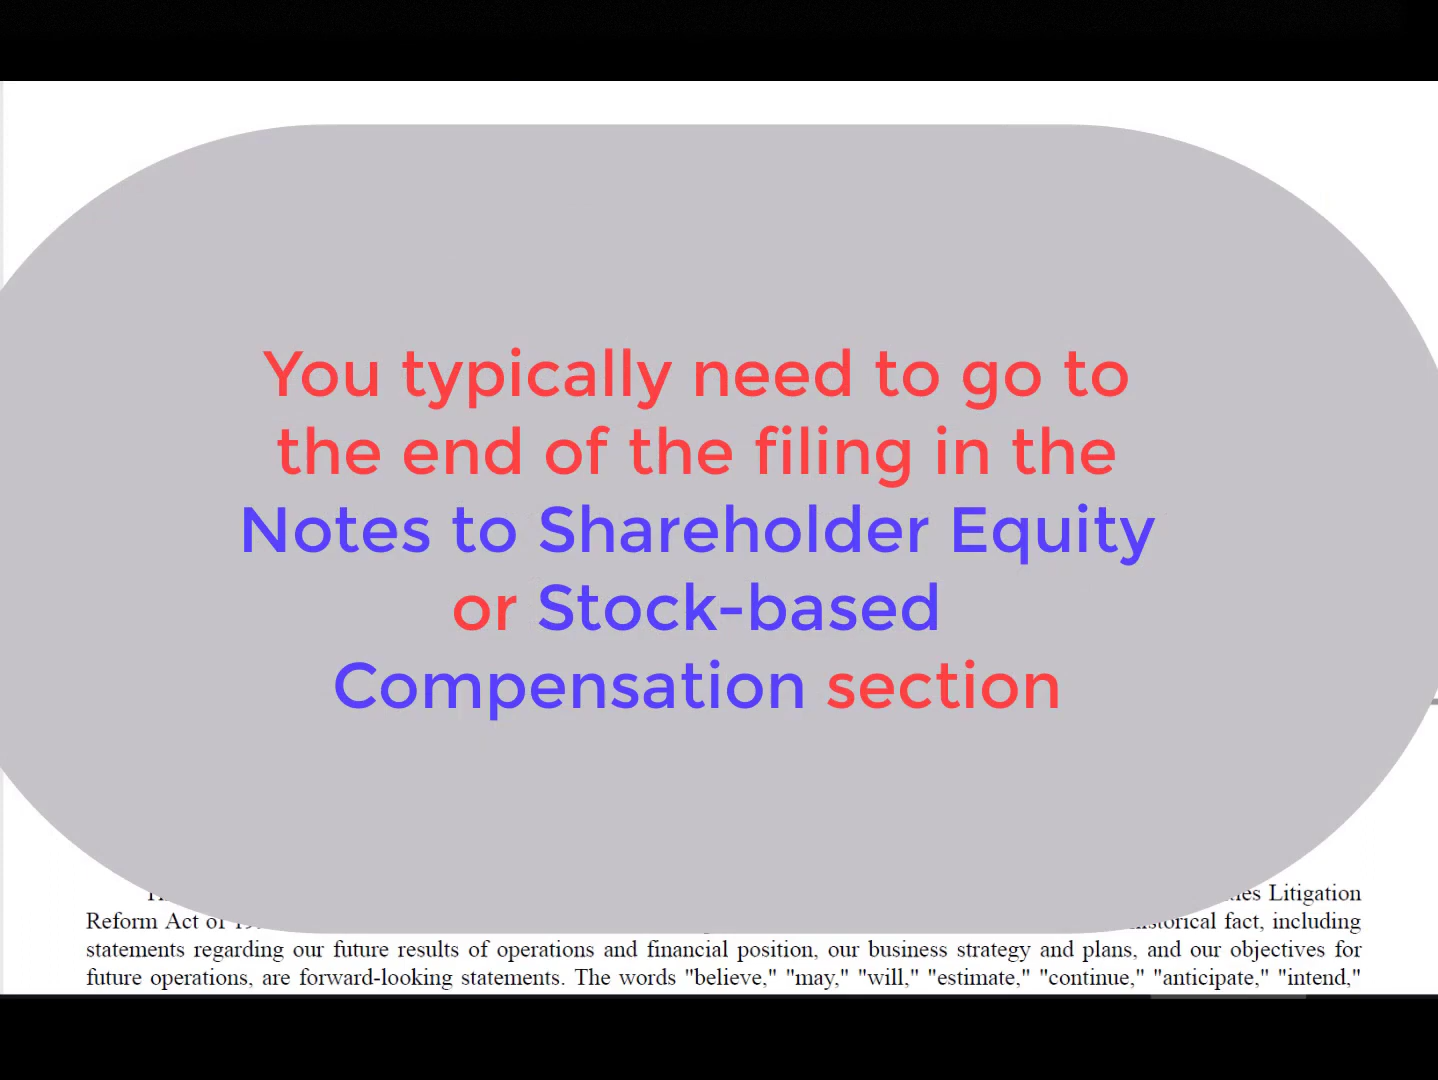 You typically need to go to
the end of the filing in the
Notes to Shareholder Equity
or Stock-based
Compensation section
Litigation
Reform Act of fact, including
statements regarding our future results of operations and financial position, our business strategy and plans, and our objectives for
future operations, are forward-looking statements. The words "believe," "may," "will," "estimate," "continue," "anticipate," "intend,"